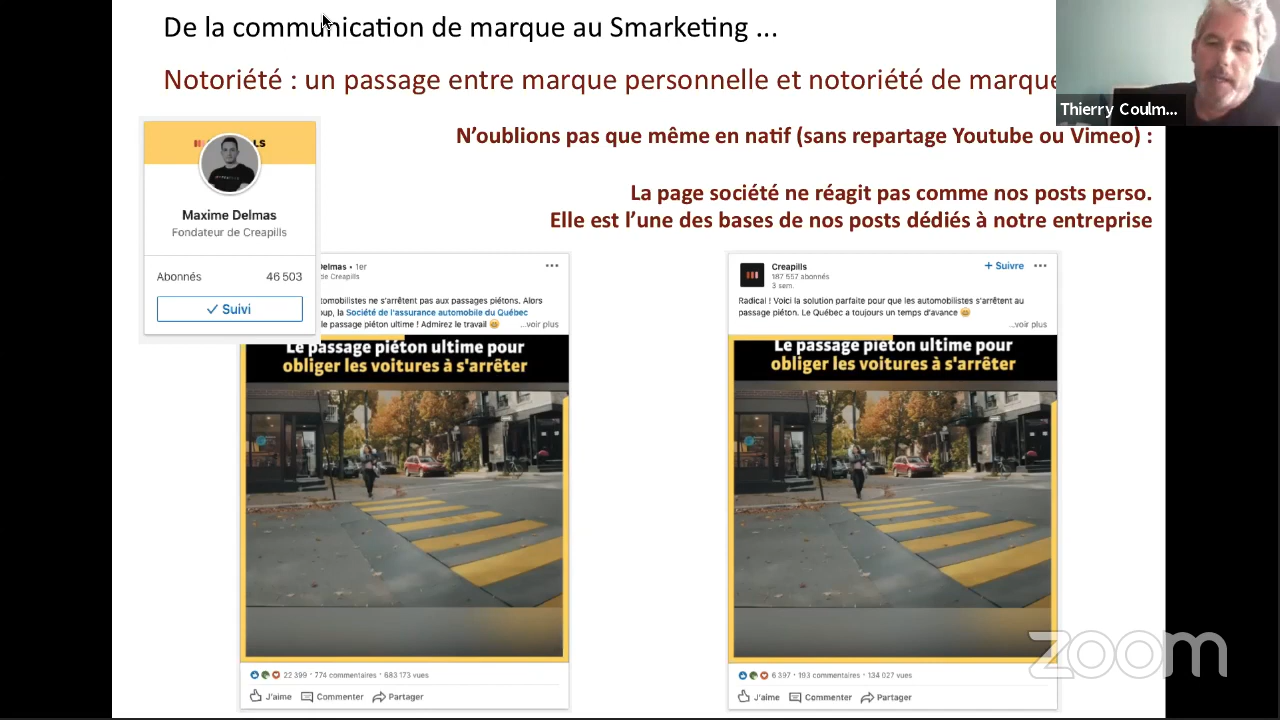 De la communication de marque au Smarketing ...
Notoriété : un passage entre marque personnelle et notoriété de marque
Thierry Coulm...
N'oublions pas que même en natif (sans repartage Youtube ou Vimeo) :
La page société ne réagit pas comme nos posts perso.
Elle est l'une des bases de nos posts dédiés à notre entreprise
Maxime Delmas
Fondateur de Creapills
Abonnés 46 503
Suivi
Delmas • 1er
de Creapills
tomobilistes ne s'arrêtent pas aux passages piétons. Alors
oup, la Société de l'assurance automobile du Québec
le passage piéton ultime ! Admirez le travail ...voir plus
Le passage piéton ultime pour
obliger les voitures à s'arrêter
22 399 · 774 commentaires · 683 173 vues
J'aime Commenter Partager
Creapills
187 557 abonnés
3 sem.
+ Suivre
Radical ! Voici la solution parfaite pour que les automobilistes s'arrêtent au
passage piéton. Le Québec a toujours un temps d'avance
...voir plus
Le passage piéton ultime pour
obliger les voitures à s'arrêter
6 397 · 193 commentaires · 134 027 vues
J'aime Commenter Partager
zoom